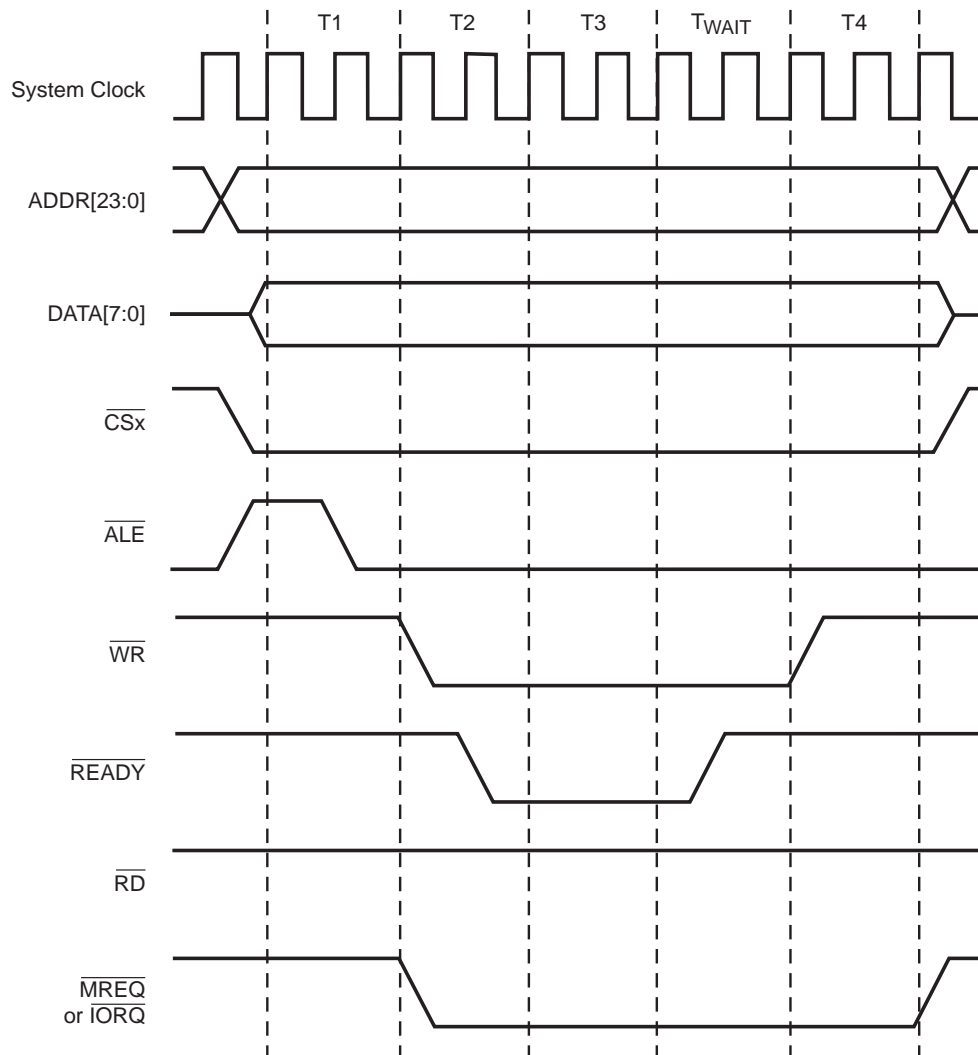 T1 T2 T3 TWAIT T4
System Clock
ADDR[23:0]
DATA[7:0]
CSx
ALE
WR
READY
RD
MREQ
or IORQ